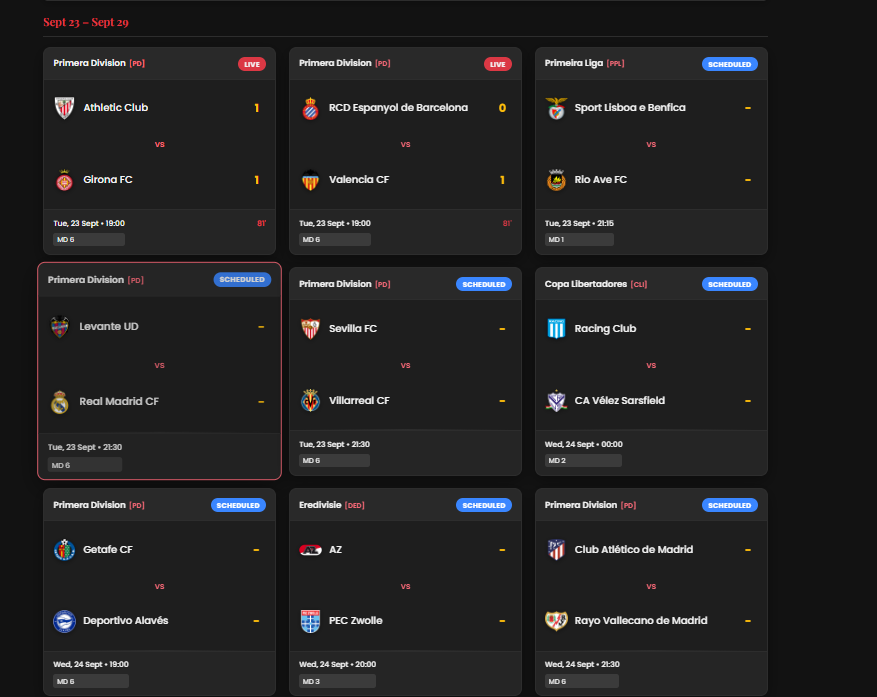 Sept 23 – Sept 29
Primera Division [PD] LIVE
Athletic Club 1
VS
Girona FC 1
Tue, 23 Sept • 19:00 81'
MD 6
Primera Division [PD] LIVE
RCD Espanyol de Barcelona 0
VS
Valencia CF 1
Tue, 23 Sept • 19:00 81'
MD 6
Primeira Liga [PPL] SCHEDULED
Sport Lisboa e Benfica –
VS
Rio Ave FC –
Tue, 23 Sept • 21:15
MD 1
Primera Division [PD] SCHEDULED
Levante UD –
VS
Real Madrid CF –
Tue, 23 Sept • 21:30
MD 6
Primera Division [PD] SCHEDULED
Sevilla FC –
VS
Villarreal CF –
Tue, 23 Sept • 21:30
MD 6
Copa Libertadores [CLI] SCHEDULED
Racing Club –
VS
CA Vélez Sarsfield –
Wed, 24 Sept • 00:00
MD 2
Primera Division [PD] SCHEDULED
Getafe CF –
VS
Deportivo Alavés –
Wed, 24 Sept • 19:00
MD 6
Eredivisie [DED] SCHEDULED
AZ –
VS
PEC Zwolle –
Wed, 24 Sept • 20:00
MD 3
Primera Division [PD] SCHEDULED
Club Atlético de Madrid –
VS
Rayo Vallecano de Madrid –
Wed, 24 Sept • 21:30
MD 6